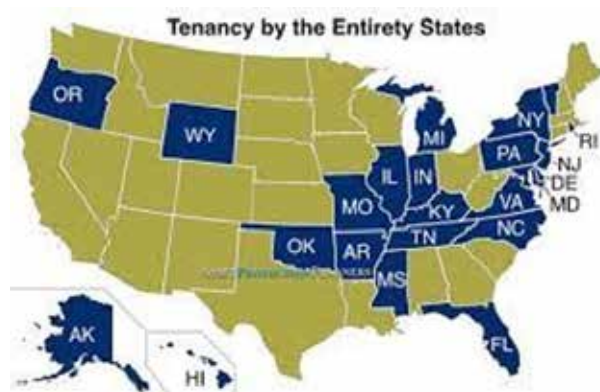 Tenancy by the Entirety States
OR
WY
MI
NY
RI
PA
NJ
IL
IN
DE
MD
MO
KY
VA
OK
AR
TN
NC
MS
AK
HI
FL